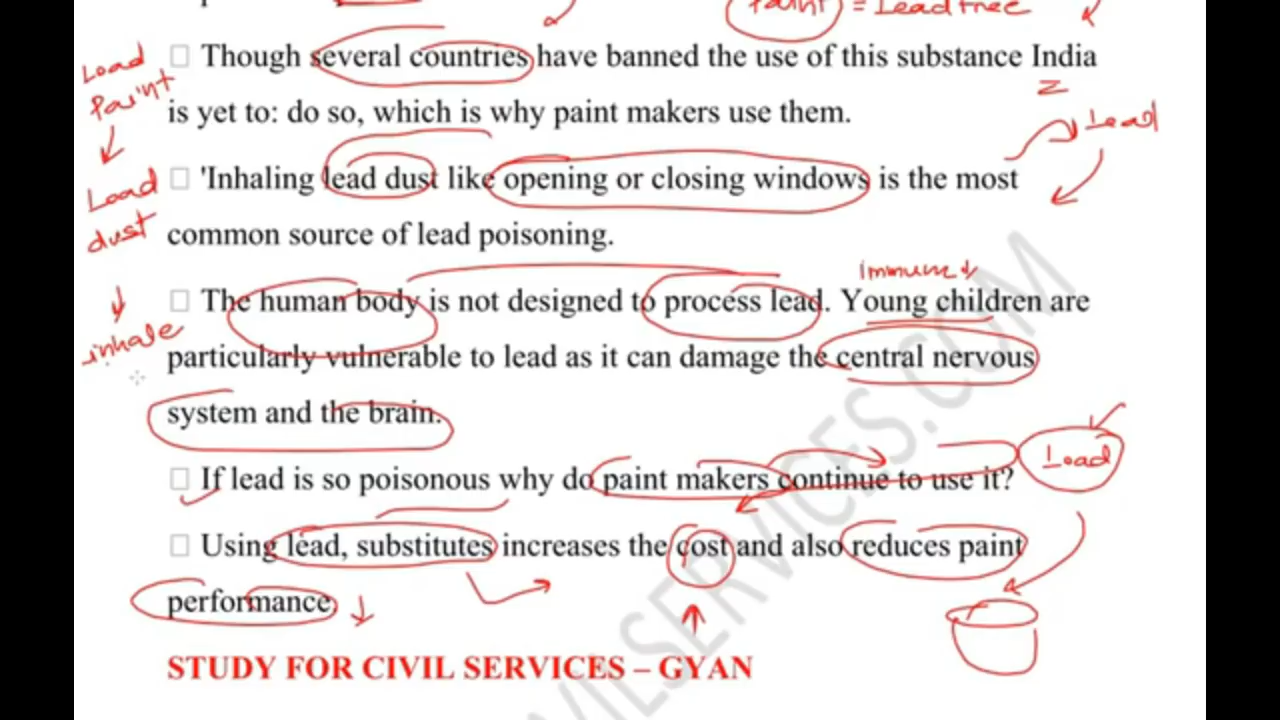 Paint = Lead Free
☐ Though several countries have banned the use of this substance India
is yet to: do so, which is why paint makers use them.
☐ 'Inhaling lead dust like opening or closing windows is the most
common source of lead poisoning.
☐ The human body is not designed to process lead. Young children are
particularly vulnerable to lead as it can damage the central nervous
system and the brain.
☐ If lead is so poisonous why do paint makers continue to use it?
☐ Using lead, substitutes increases the cost and also reduces paint
performance
STUDY FOR CIVIL SERVICES – GYAN
Lead
Paint
Lead
dust
inhale
Lead
immune
Lead
VILSERVICES.COM